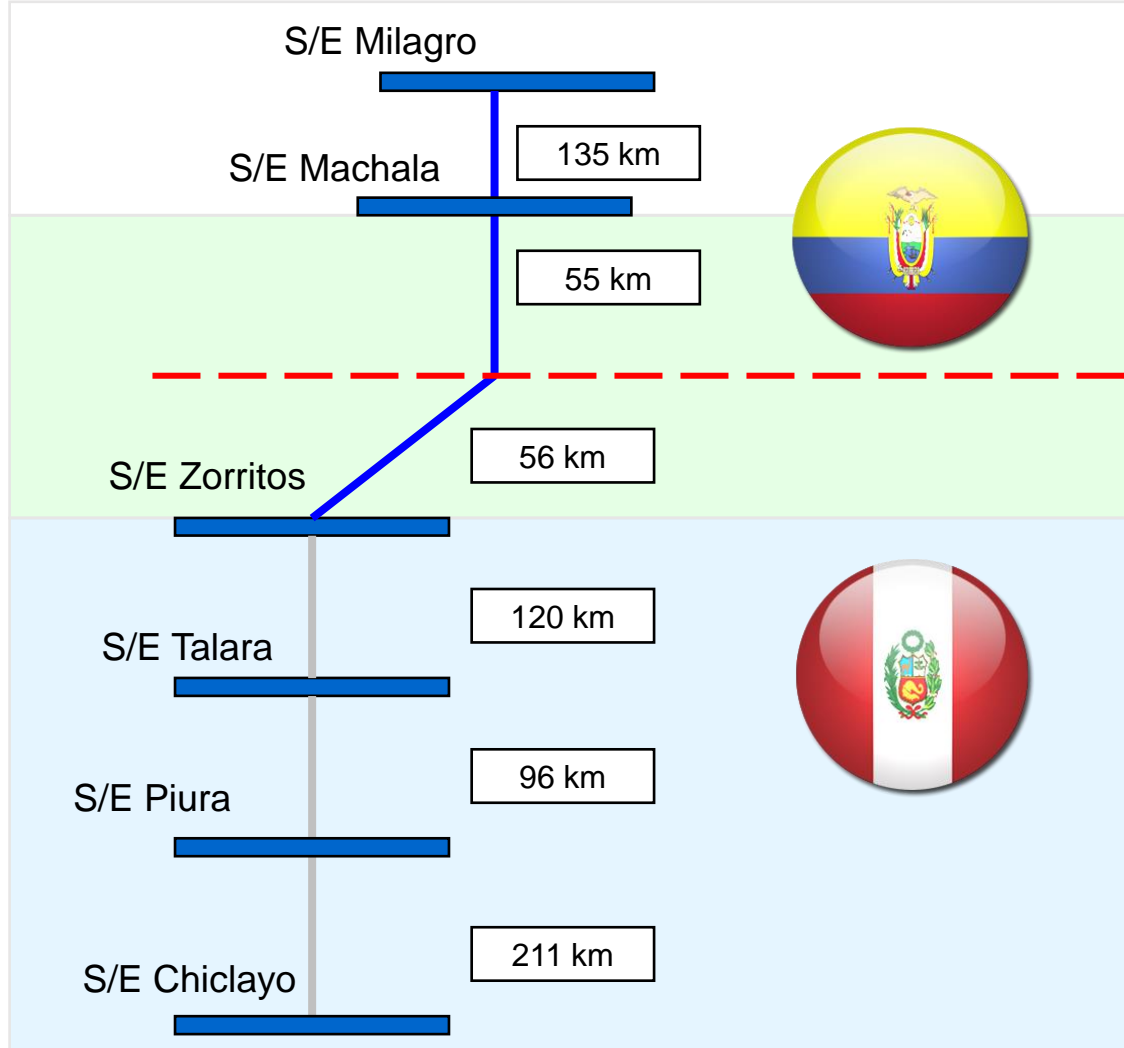 S/E Milagro
135 km
S/E Machala
55 km
56 km
S/E Zorritos
120 km
S/E Talara
96 km
S/E Piura
211 km
S/E Chiclayo